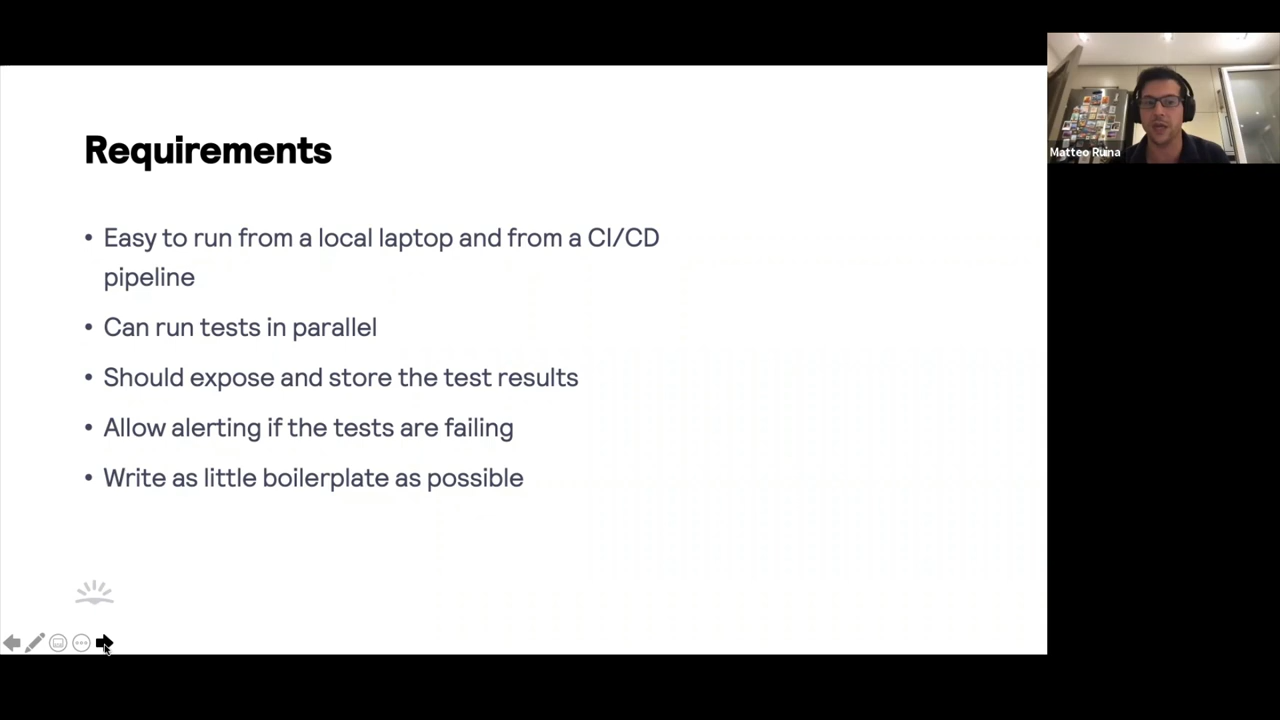 Requirements
• Easy to run from a local laptop and from a CI/CD
pipeline
• Can run tests in parallel
• Should expose and store the test results
• Allow alerting if the tests are failing
• Write as little boilerplate as possible
Matteo Ruina